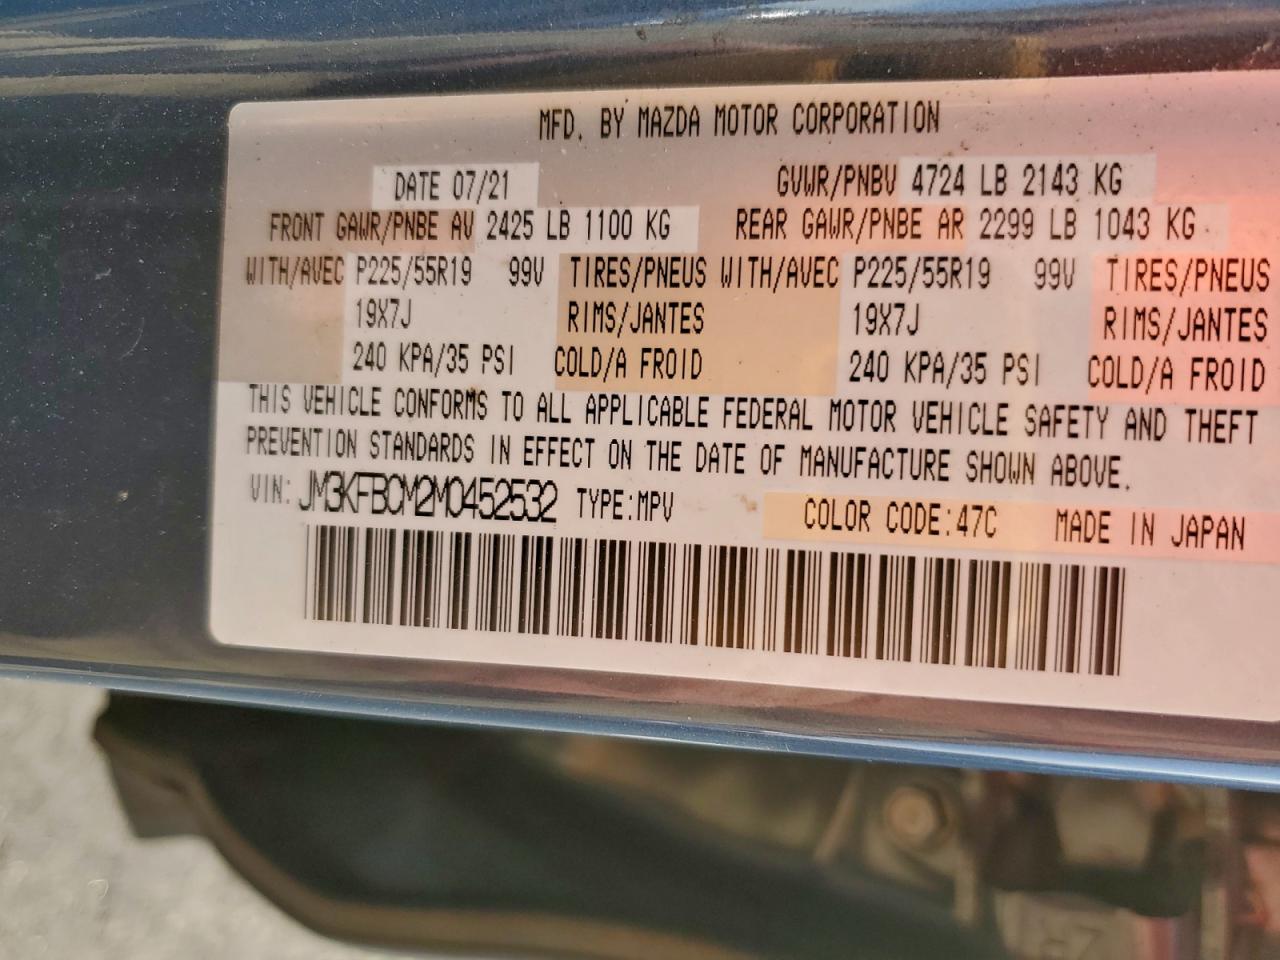 MFD. BY MAZDA MOTOR CORPORATION
DATE 07/21 GVWR/PNBV 4724 LB 2143 KG
FRONT GAWR/PNBE AV 2425 LB 1100 KG REAR GAWR/PNBE AR 2299 LB 1043 KG
WITH/AVEC P225/55R19 99V TIRES/PNEUS WITH/AVEC P225/55R19 99V TIRES/PNEUS
19X7J RIMS/JANTES 19X7J RIMS/JANTES
240 KPA/35 PSI COLD/A FROID 240 KPA/35 PSI COLD/A FROID
THIS VEHICLE CONFORMS TO ALL APPLICABLE FEDERAL MOTOR VEHICLE SAFETY AND THEFT
PREVENTION STANDARDS IN EFFECT ON THE DATE OF MANUFACTURE SHOWN ABOVE.
VIN: JM3KFBCM2M0452532 TYPE:MPV COLOR CODE:47C MADE IN JAPAN